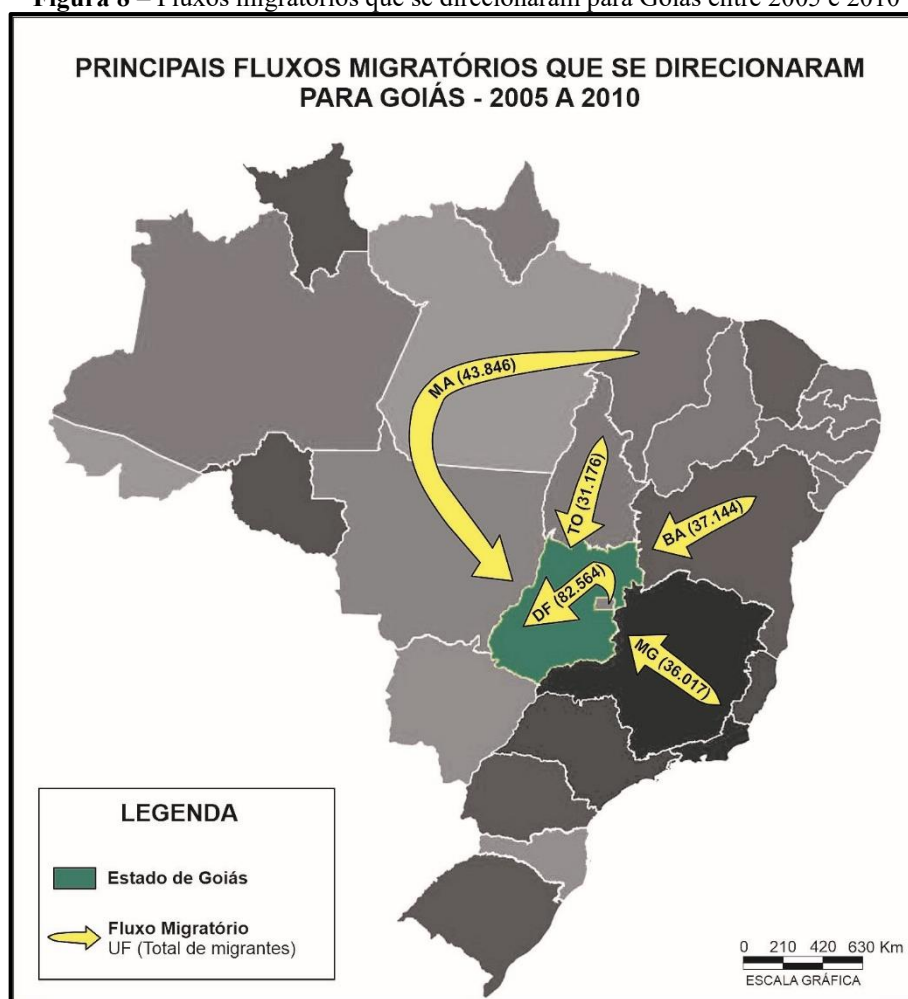 Figura 8 – Fluxos migratórios que se direcionaram para Goiás entre 2005 e 2010
PRINCIPAIS FLUXOS MIGRATÓRIOS QUE SE DIRECIONARAM
PARA GOIÁS - 2005 A 2010
MA (43.846)
TO (31.176)
BA (37.144)
DF (82.564)
MG (36.017)
LEGENDA
Estado de Goiás
Fluxo Migratório
UF (Total de migrantes)
0 210 420 630 Km
ESCALA GRÁFICA